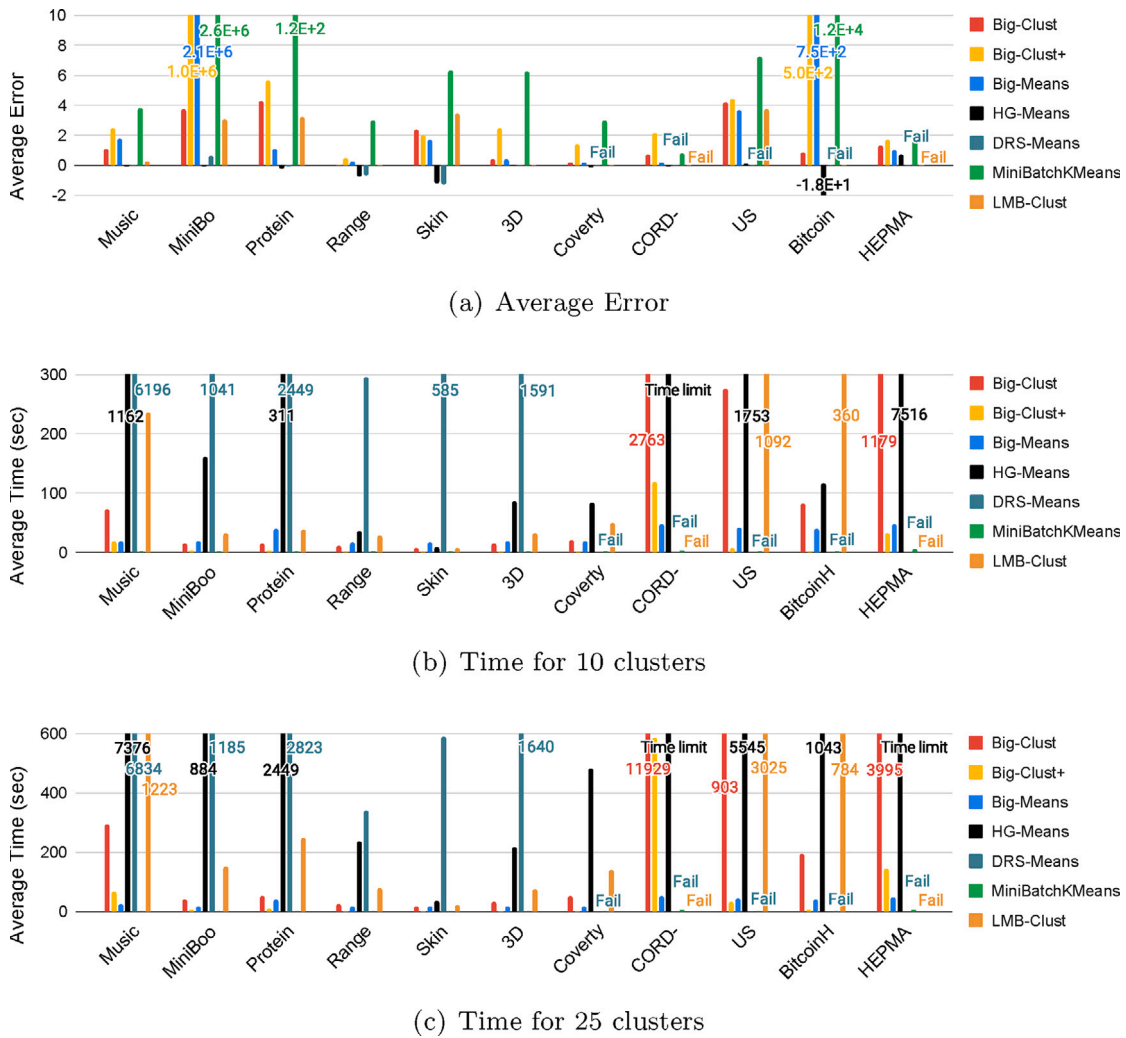 10
8
6
4
2
0
-2
Average Error
2.6E+6
2.1E+6
1.0E+6
1.2E+2
Fail
Fail
Fail
Fail
7.5E+2
5.0E+2
1.2E+4
-1.8E+1
Fail
Fail
Music
MiniBo
Protein
Range
Skin
3D
Coverty
CORD-
US
Bitcoin
HEPMA
Big-Clust
Big-Clust+
Big-Means
HG-Means
DRS-Means
MiniBatchKMeans
LMB-Clust
(a) Average Error
300
200
100
0
Average Time (sec)
6196
1162
1041
2449
311
585
1591
Fail
Time limit
2763
Fail
Fail
1753
1092
Fail
360
Fail
1179
7516
Fail
Fail
Music
MiniBoo
Protein
Range
Skin
3D
Coverty
CORD-
US
BitcoinH
HEPMA
Big-Clust
Big-Clust+
Big-Means
HG-Means
DRS-Means
MiniBatchKMeans
LMB-Clust
(b) Time for 10 clusters
600
400
200
0
Average Time (sec)
7376
6834
1223
1185
884
2823
2449
1640
Fail
Time limit
11929
Fail
Fail
5545
3025
903
Fail
1043
784
Fail
Time limit
3995
Fail
Fail
Music
MiniBoo
Protein
Range
Skin
3D
Coverty
CORD-
US
BitcoinH
HEPMA
Big-Clust
Big-Clust+
Big-Means
HG-Means
DRS-Means
MiniBatchKMeans
LMB-Clust
(c) Time for 25 clusters